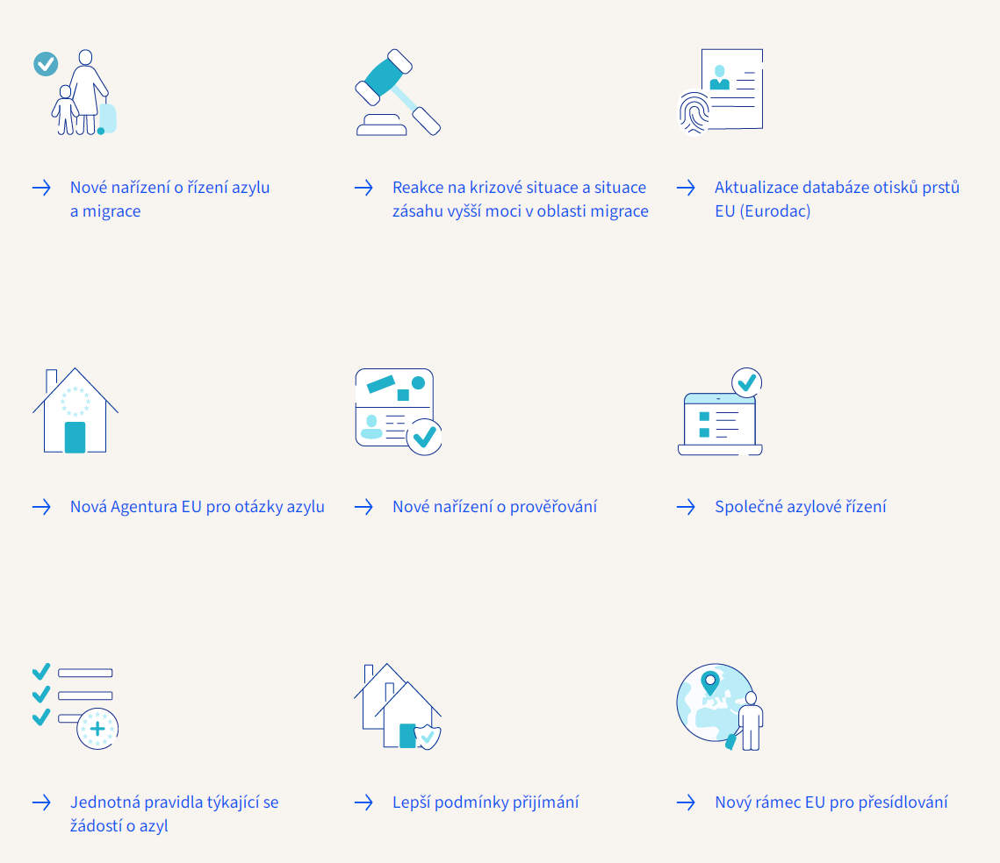 Nové nařízení o řízení azylu
a migrace
Reakce na krizové situace a situace
zásahu vyšší moci v oblasti migrace
Aktualizace databáze otisků prstů
EU (Eurodac)
Nová Agentura EU pro otázky azylu
Nové nařízení o prověřování
Společné azylové řízení
Jednotná pravidla týkající se
žádostí o azyl
Lepší podmínky přijímání
Nový rámec EU pro přesídlování